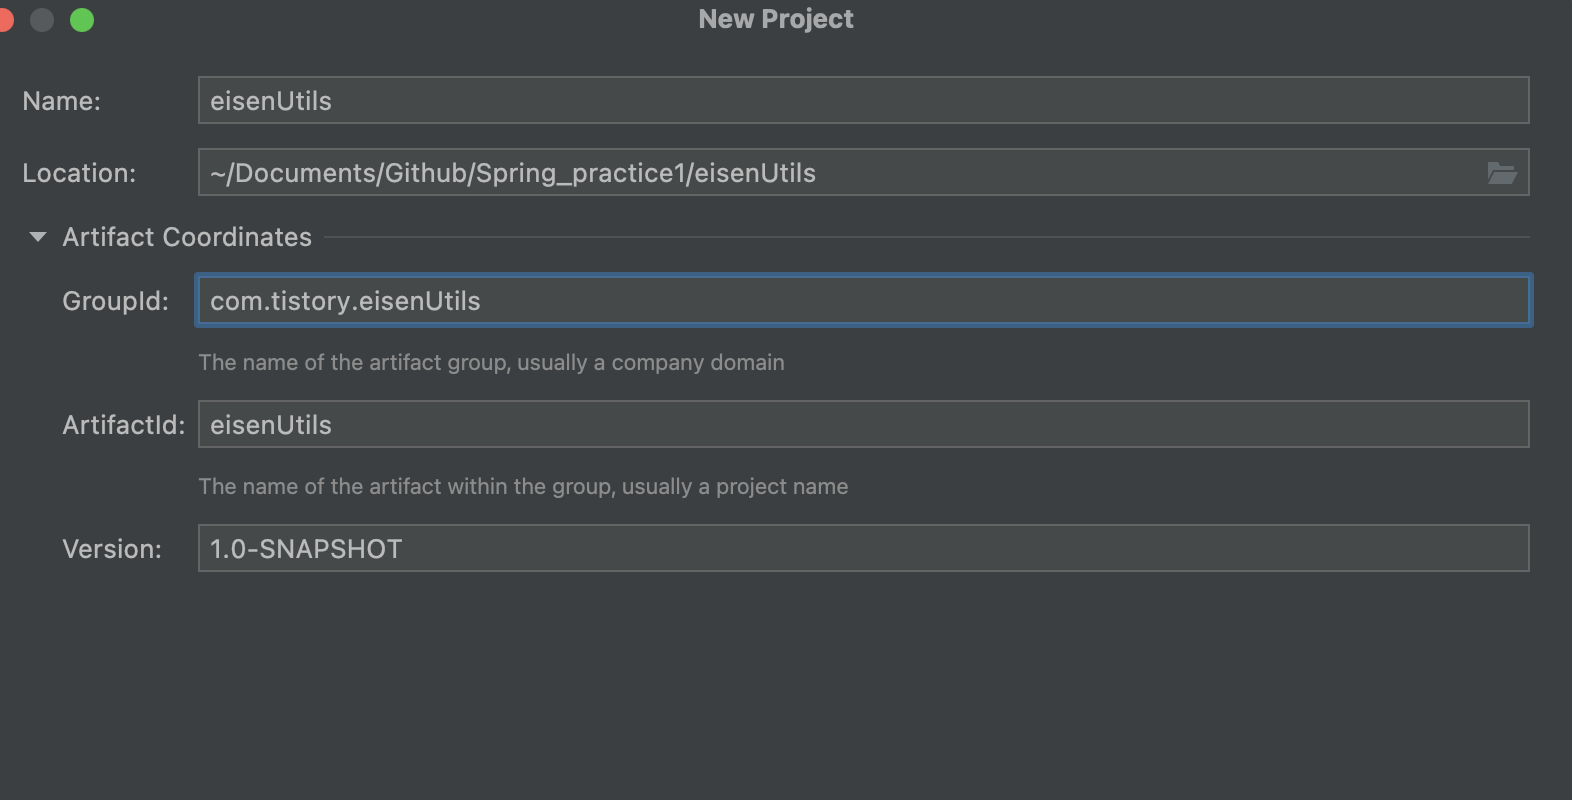 New Project
Name: eisenUtils
Location: ~/Documents/Github/Spring_practice1/eisenUtils
Artifact Coordinates
GroupId: com.tistory.eisenUtils
The name of the artifact group, usually a company domain
ArtifactId: eisenUtils
The name of the artifact within the group, usually a project name
Version: 1.0-SNAPSHOT